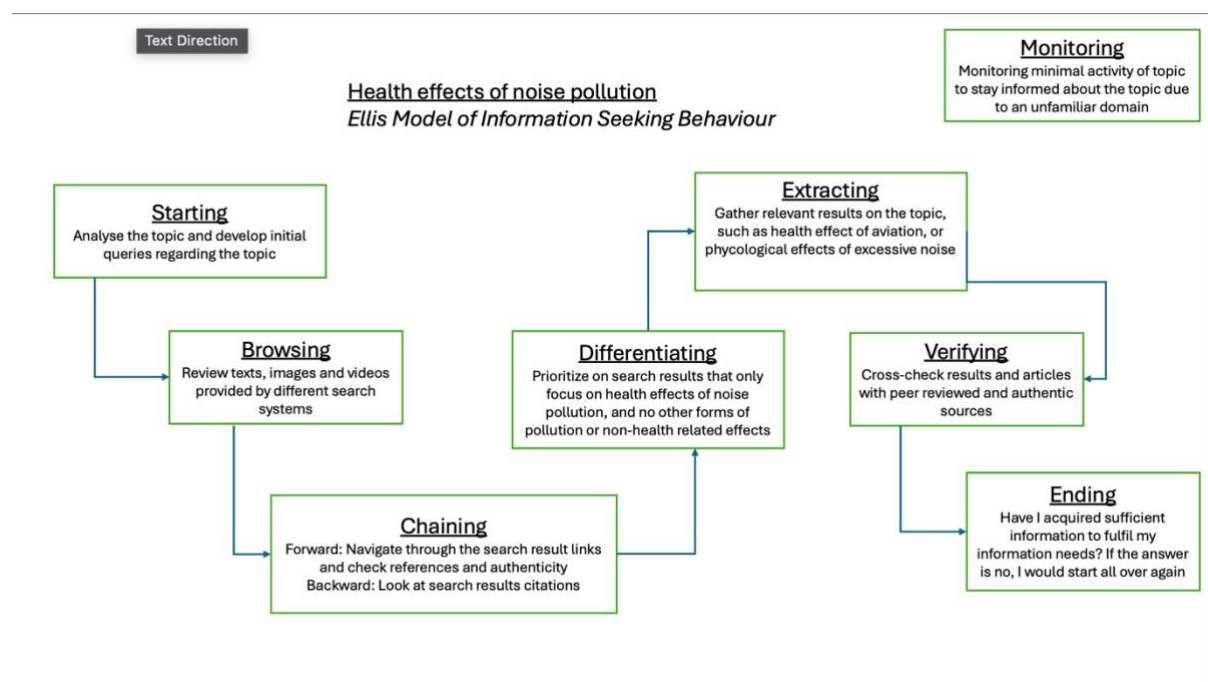 Text Direction
Monitoring
Monitoring minimal activity of topic
to stay informed about the topic due
to an unfamiliar domain
Health effects of noise pollution
Ellis Model of Information Seeking Behaviour
Starting
Analyse the topic and develop initial
queries regarding the topic
Browsing
Review texts, images and videos
provided by different search
systems
Chaining
Forward: Navigate through the search result links
and check references and authenticity
Backward: Look at search results citations
Differentiating
Prioritize on search results that only
focus on health effects of noise
pollution, and no other forms of
pollution or non-health related effects
Extracting
Gather relevant results on the topic,
such as health effect of aviation, or
phycological effects of excessive noise
Verifying
Cross-check results and articles
with peer reviewed and authentic
sources
Ending
Have I acquired sufficient
information to fulfil my
information needs? If the answer
is no, I would start all over again